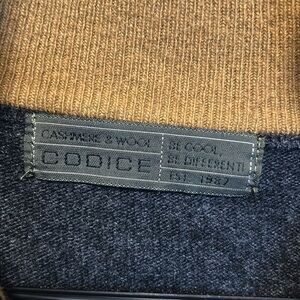 CASHMERE & WOOL
CODICE
BE COOL
BE DIFFERENT!
EST. 1987